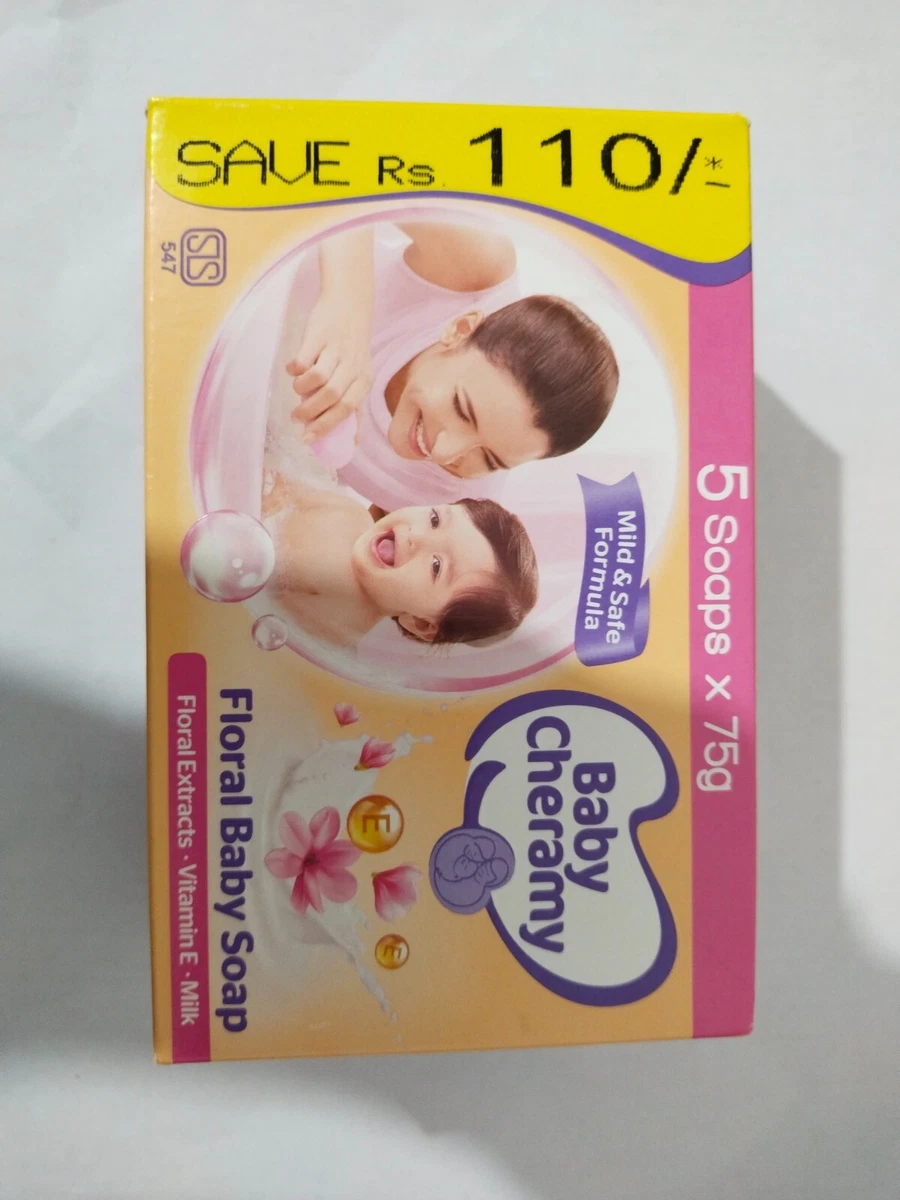 SAVE Rs. 110/-*
5 Soaps x 75g
SLS
547
Mild & Safe
Formula
Baby
Cheramy
E
E
Floral Baby Soap
Floral Extracts · Vitamin E · Milk